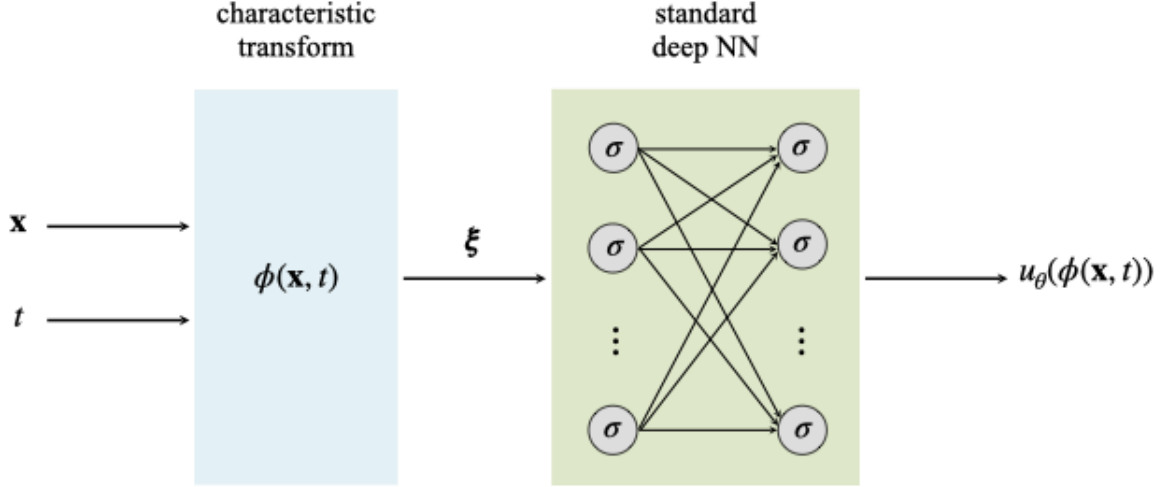 characteristic
transform
standard
deep NN
x
t
ϕ(x, t)
ξ
σ
σ
⋮
σ
σ
σ
⋮
σ
u_θ(ϕ(x, t))